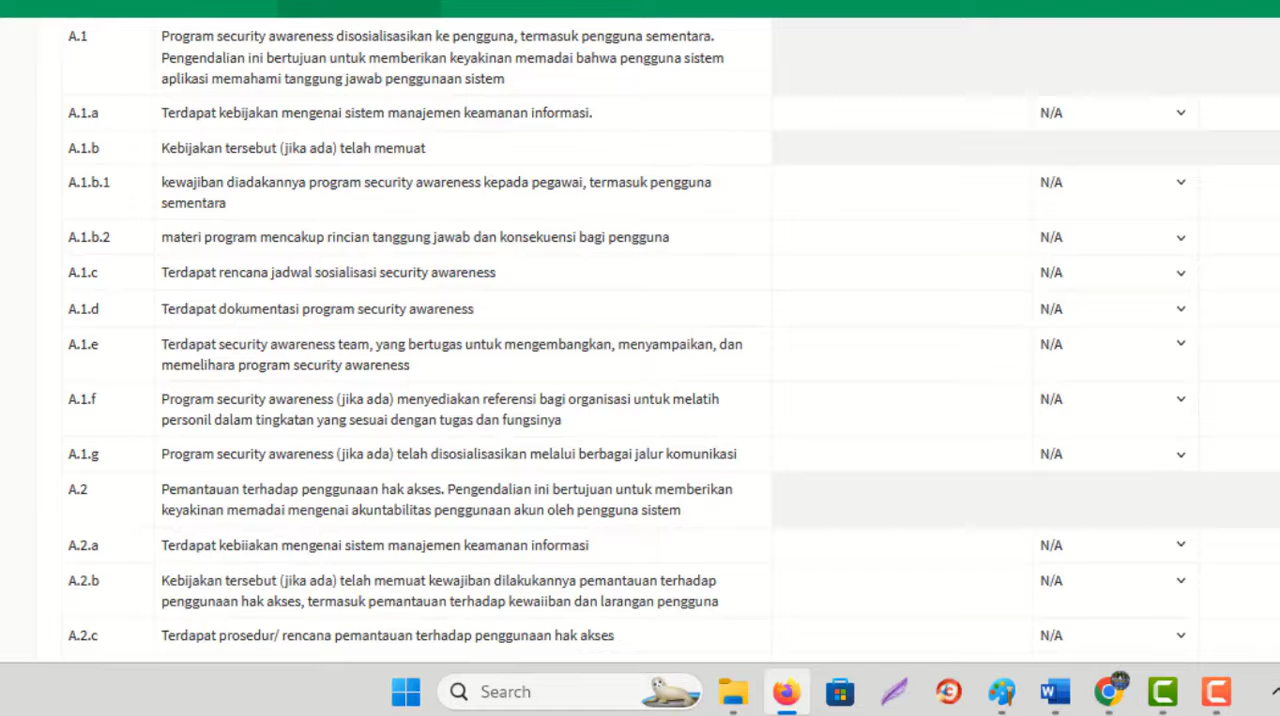 A.1 Program security awareness disosialisasikan ke pengguna, termasuk pengguna sementara.
Pengendalian ini bertujuan untuk memberikan keyakinan memadai bahwa pengguna sistem
aplikasi memahami tanggung jawab penggunaan sistem
A.1.a Terdapat kebijakan mengenai sistem manajemen keamanan informasi. N/A
A.1.b Kebijakan tersebut (jika ada) telah memuat
A.1.b.1 kewajiban diadakannya program security awareness kepada pegawai, termasuk pengguna N/A
sementara
A.1.b.2 materi program mencakup rincian tanggung jawab dan konsekuensi bagi pengguna N/A
A.1.c Terdapat rencana jadwal sosialisasi security awareness N/A
A.1.d Terdapat dokumentasi program security awareness N/A
A.1.e Terdapat security awareness team, yang bertugas untuk mengembangkan, menyampaikan, dan N/A
memelihara program security awareness
A.1.f Program security awareness (jika ada) menyediakan referensi bagi organisasi untuk melatih N/A
personil dalam tingkatan yang sesuai dengan tugas dan fungsinya
A.1.g Program security awareness (jika ada) telah disosialisasikan melalui berbagai jalur komunikasi N/A
A.2 Pemantauan terhadap penggunaan hak akses. Pengendalian ini bertujuan untuk memberikan
keyakinan memadai mengenai akuntabilitas penggunaan akun oleh pengguna sistem
A.2.a Terdapat kebiiakan mengenai sistem manajemen keamanan informasi N/A
A.2.b Kebijakan tersebut (jika ada) telah memuat kewajiban dilakukannya pemantauan terhadap N/A
penggunaan hak akses, termasuk pemantauan terhadap kewaiiban dan larangan pengguna
A.2.c Terdapat prosedur/ rencana pemantauan terhadap penggunaan hak akses N/A
Search